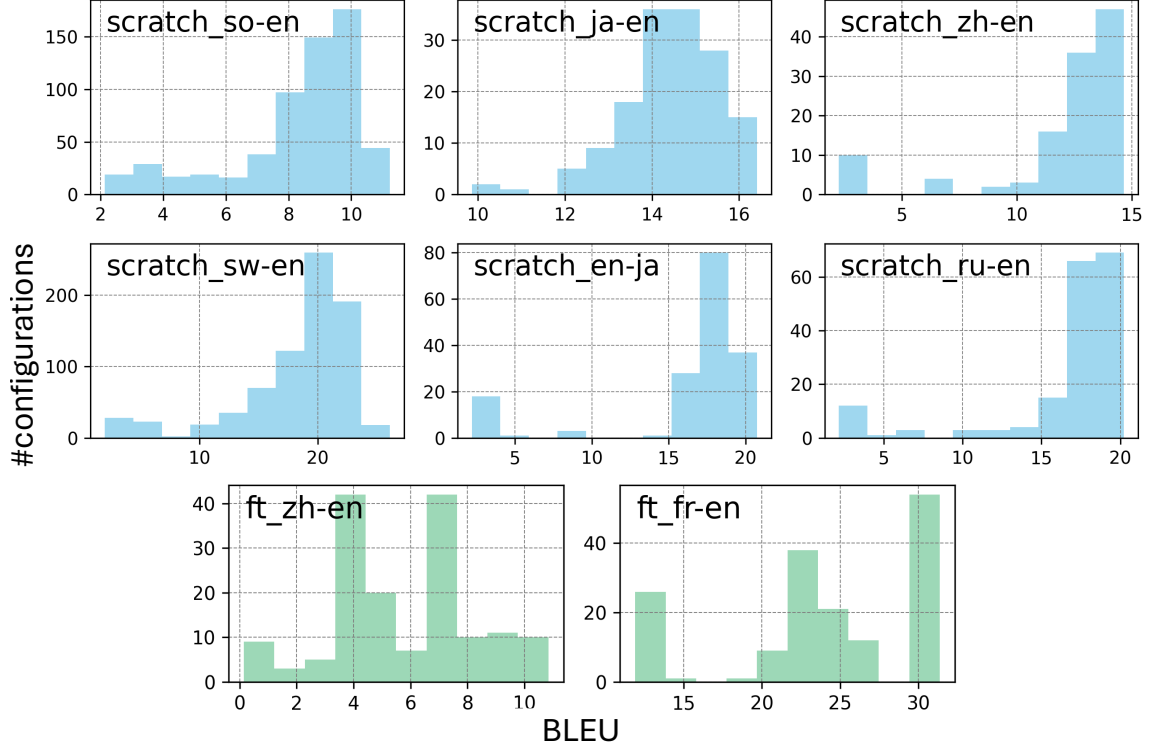 scratch_so-en
150
100
50
0
2 4 6 8 10
scratch_ja-en
30
20
10
0
10 12 14 16
scratch_zh-en
40
30
20
10
0
5 10 15
#configurations
scratch_sw-en
200
100
0
10 20
scratch_en-ja
80
60
40
20
0
5 10 15 20
scratch_ru-en
60
40
20
0
5 10 15 20
ft_zh-en
40
30
20
10
0
0 2 4 6 8 10
ft_fr-en
40
20
0
15 20 25 30
BLEU